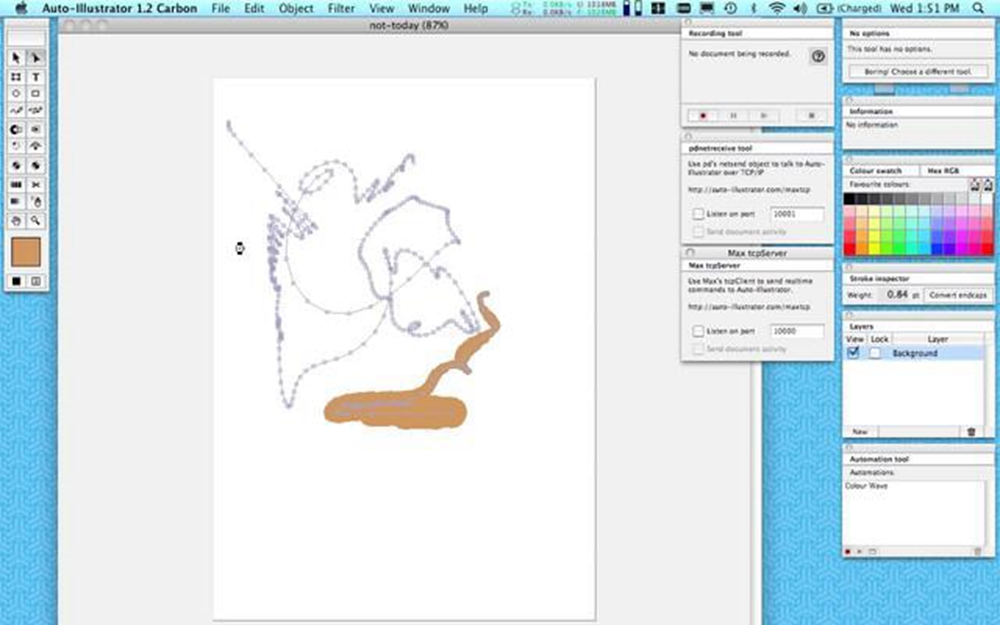 Auto-Illustrator 1.2 Carbon File Edit Object Filter View Window Help (Charged) Wed 1:51 PM
not-today (87%)
Recording tool
No document being recorded.
pdnetreceive tool
Use pd's netsend object to talk to Auto-
Illustrator over TCP/IP
http://auto-illustrator.com/maxtcp
Listen on port 10001
Send document activity
Max tcpServer
Max tcpServer
Use Max's tcpClient to send realtime
commands to Auto-Illustrator.
http://auto-illustrator.com/maxtcp
Listen on port 10000
Send document activity
No options
This tool has no options.
Boring! Choose a different tool.
Information
No information
Colour swatch Hex RGB
Favourite colours:
Stroke inspector
Weight: 0.84 pt Convert endcaps
Layers
View Lock Layer
Background
New
Automation tool
Automations
Colour Wave